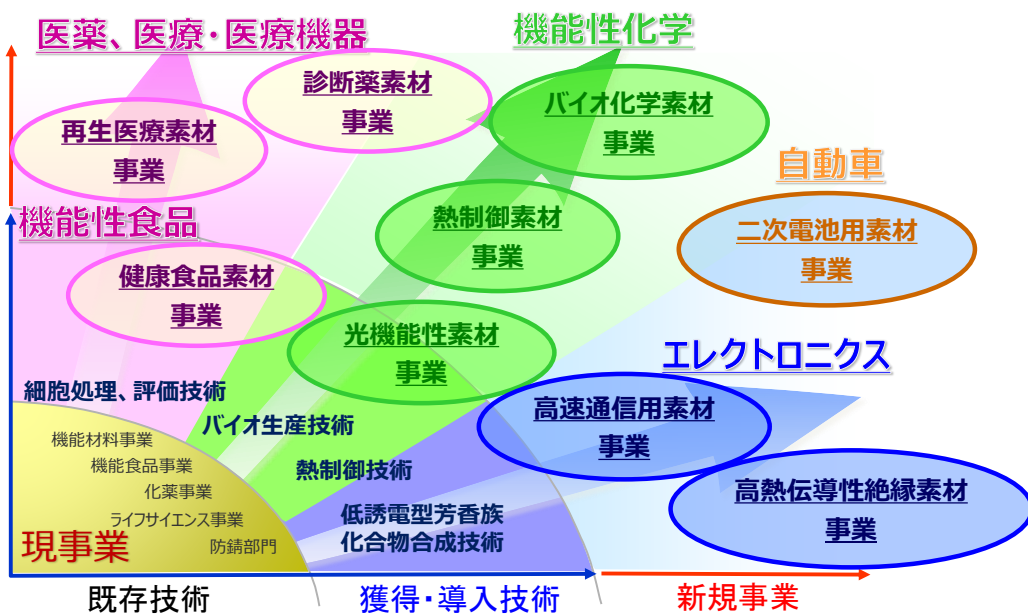 医薬、医療・医療機器
機能性化学
診断薬素材
事業
バイオ化学素材
事業
再生医療素材
事業
自動車
機能性食品
熱制御素材
事業
二次電池用素材
事業
健康食品素材
事業
光機能性素材
事業
エレクトロニクス
細胞処理、評価技術
高速通信用素材
事業
バイオ生産技術
機能材料事業
機能食品事業
熱制御技術
化薬事業
高熱伝導性絶縁素材
事業
ライフサイエンス事業
低誘電型芳香族
化合物合成技術
現事業
防錆部門
既存技術
獲得・導入技術
新規事業